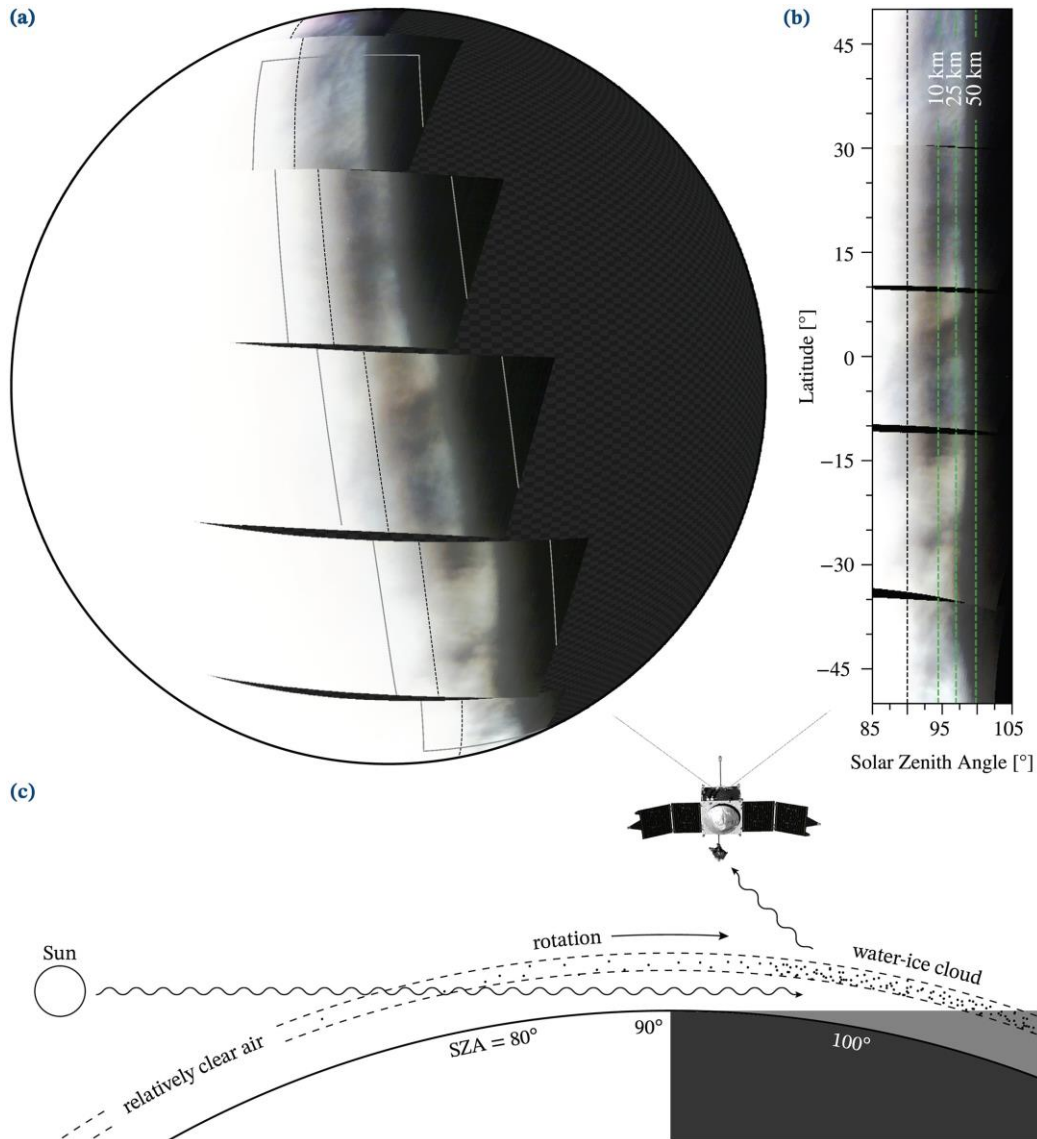 (a)
(b)
10 km
25 km
50 km
45
30
15
0
−15
−30
−45
Latitude [°]
85
95
105
Solar Zenith Angle [°]
(c)
Sun
rotation
water-ice cloud
relatively clear air
SZA = 80°
90°
100°